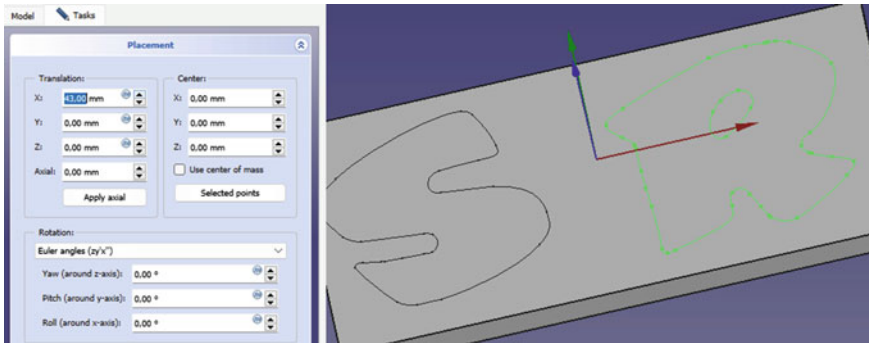 Model Tasks
Placement
Translation: Center:
X: 43.00 mm X: 0.00 mm
Y: 0.00 mm Y: 0.00 mm
Z: 0.00 mm Z: 0.00 mm
Axial: 0.00 mm Use center of mass
Apply axial Selected points
Rotation:
Euler angles (zy'x'')
Yaw (around z-axis): 0.00 °
Pitch (around y-axis): 0.00 °
Roll (around x-axis): 0.00 °
S R